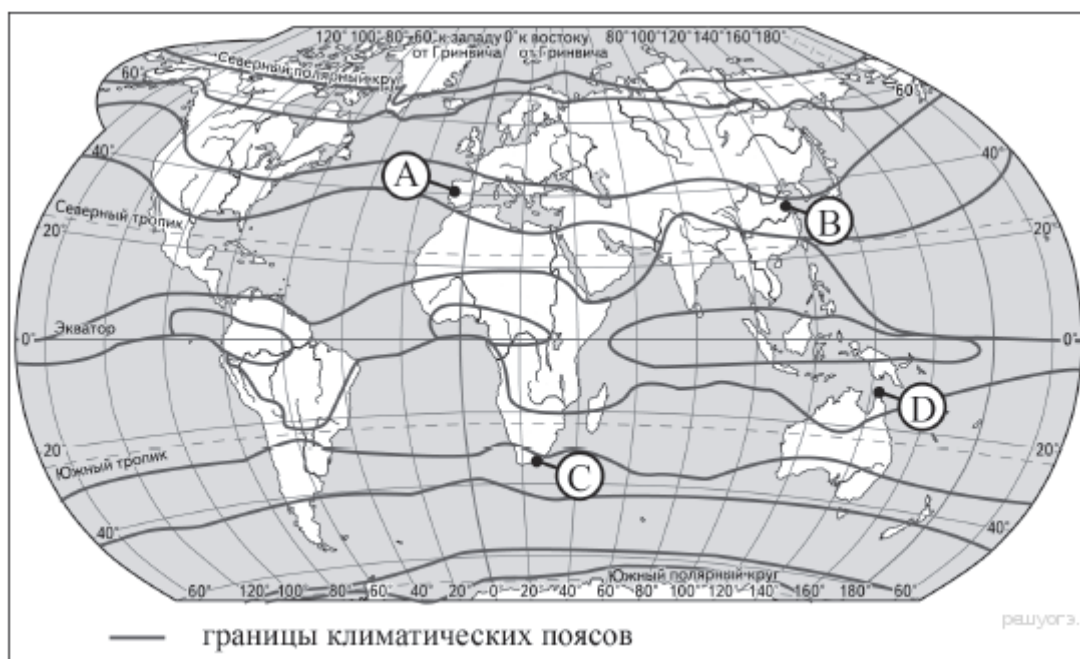 120° 100° 80° 60° к западу 0° к востоку 80° 100° 120° 140° 160° 180°
от Гринвича от Гринвича
Северный полярный круг
60° 60°
40° 40°
A
B
Северный тропик
20° 20°
Экватор
0° 0°
D
20 20°
Южный тропик
C
40° 40°
Южный полярный круг
60° 120° 100° 80° 60° 40° 20° 0° 20° 40° 60° 80° 100° 120° 140° 160° 180° 60°
границы климатических поясов
решуогэ.